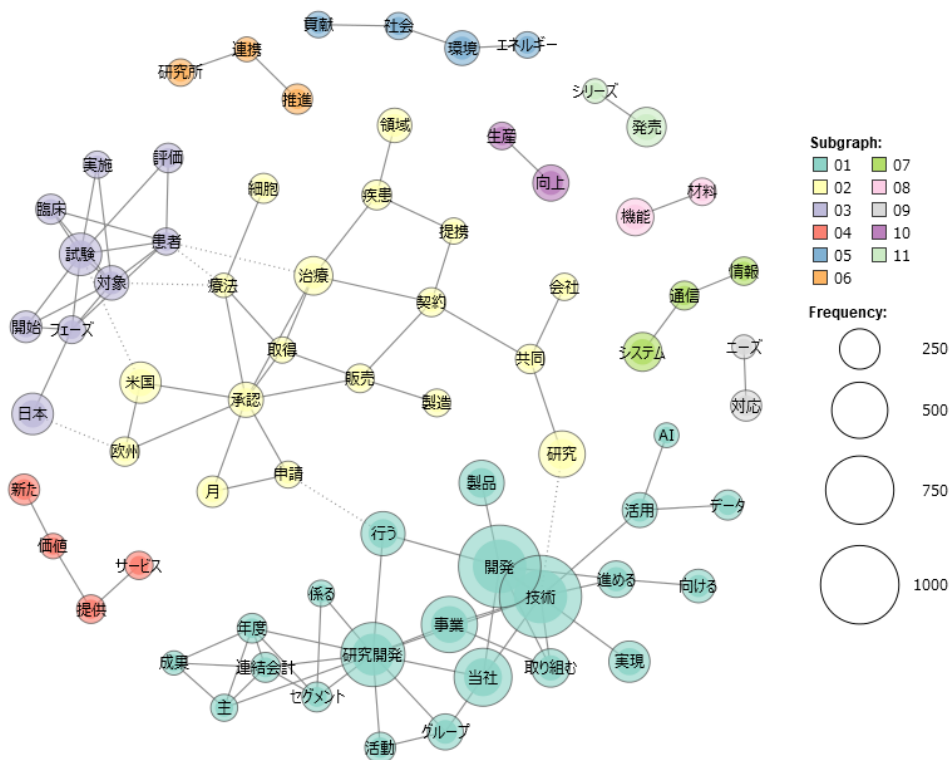 貢献
社会
環境
エネルギー
連携
研究所
推進
シリーズ
発売
領域
生産
向上
評価
実施
細胞
疾患
材料
機能
臨床
試験
患者
提携
対象
療法
治療
契約
会社
情報
通信
開始
フェーズ
取得
共同
システム
ニーズ
米国
販売
製造
承認
対応
日本
欧州
研究
AI
新た
月
申請
製品
活用
データ
価値
行う
サービス
開発
進める
向ける
提供
係る
技術
事業
年度
成果
連結会計
研究開発
当社
取り組む
実現
主
セグメント
活動
グループ
Subgraph:
01 07
02 08
03 09
04 10
05 11
06
Frequency:
250
500
750
1000